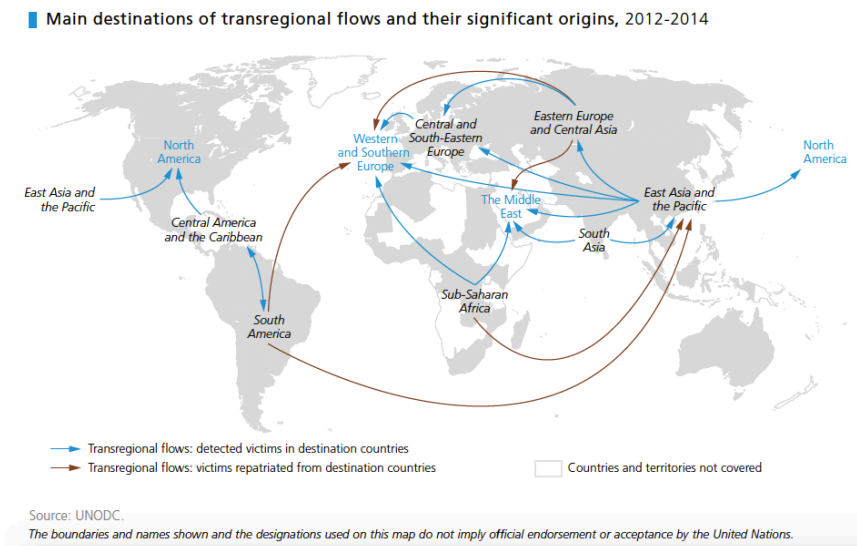 Main destinations of transregional flows and their significant origins, 2012-2014
North
America
East Asia and
the Pacific
Central America
and the Caribbean
South
America
Western
and Southern
Europe
Central and
South-Eastern
Europe
Eastern Europe
and Central Asia
The Middle
East
South
Asia
East Asia and
the Pacific
North
America
Sub-Saharan
Africa
Transregional flows: detected victims in destination countries
Transregional flows: victims repatriated from destination countries
Countries and territories not covered
Source: UNODC.
The boundaries and names shown and the designations used on this map do not imply official endorsement or acceptance by the United Nations.